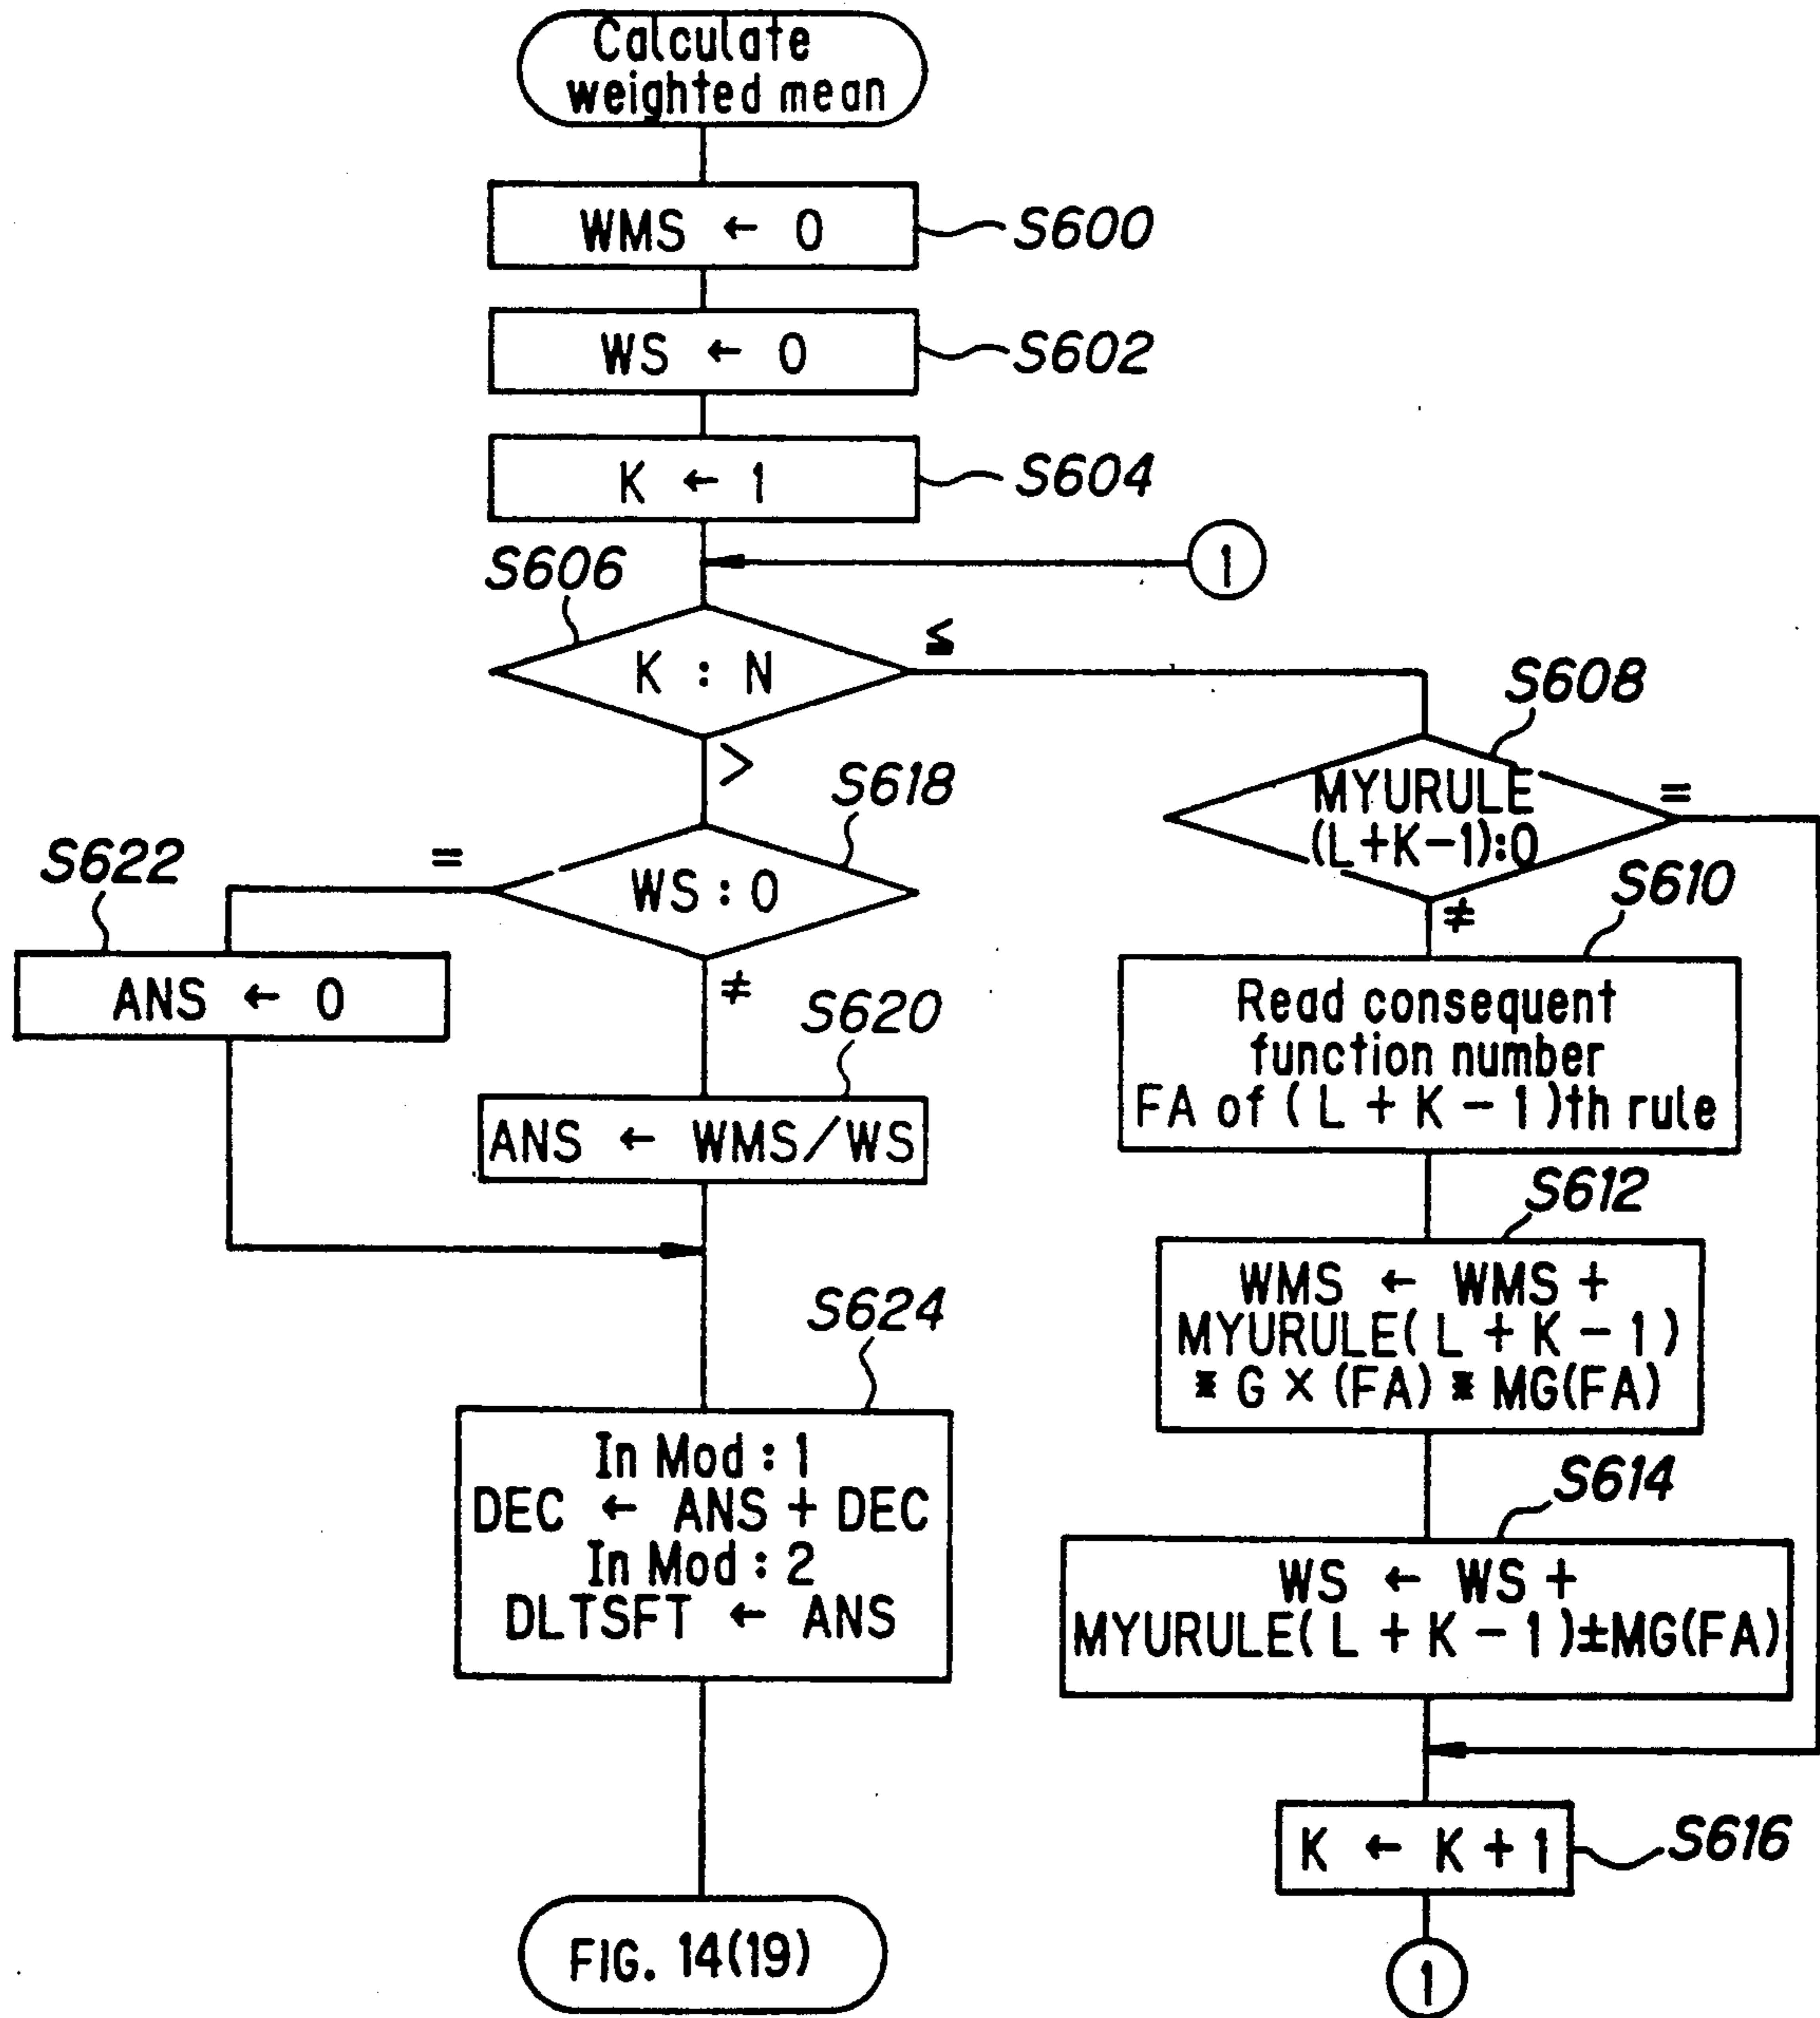 Calculate
weighted mean
WMS ← 0
S600
WS ← 0
S602
K ← 1
S604
1
S606
K : N
≦
>
S608
MYURULE
(L+K-1):0
=
≠
S618
WS : 0
=
≠
S622
ANS ← 0
S620
ANS ← WMS/WS
S610
Read consequent
function number
FA of (L + K - 1)th rule
S612
WMS ← WMS +
MYURULE( L + K - 1 )
* G × (FA) * MG(FA)
S624
In Mod : 1
DEC ← ANS + DEC
In Mod : 2
DLTSFT ← ANS
S614
WS ← WS +
MYURULE( L + K - 1 )±MG(FA)
K ← K + 1
S616
FIG. 14(19)
1